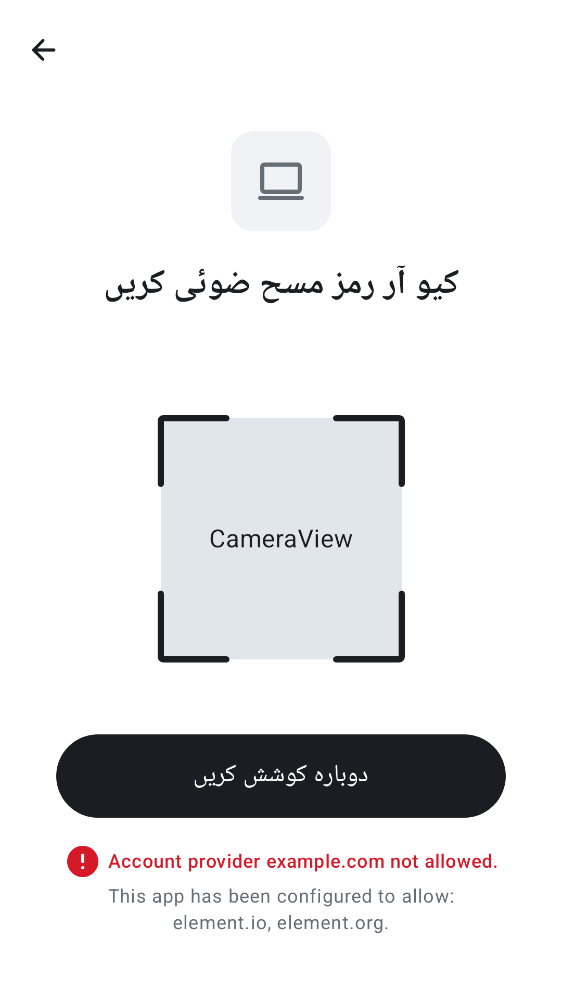 کیو آر رمز مسح ضوئی کریں
CameraView
دوبارہ کوشش کریں
Account provider example.com not allowed.
This app has been configured to allow:
element.io, element.org.